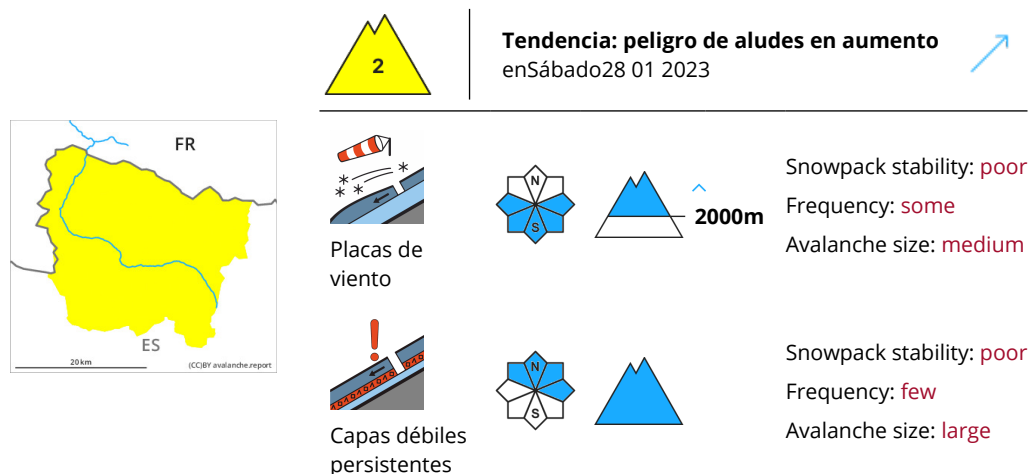 2
Tendencia: peligro de aludes en aumento
enSábado28 01 2023
FR
ES
20 km
(CC)BY avalanche.report
N
S
2000m
Placas de
viento
Snowpack stability: poor
Frequency: some
Avalanche size: medium
N
S
Capas débiles
persistentes
Snowpack stability: poor
Frequency: few
Avalanche size: large